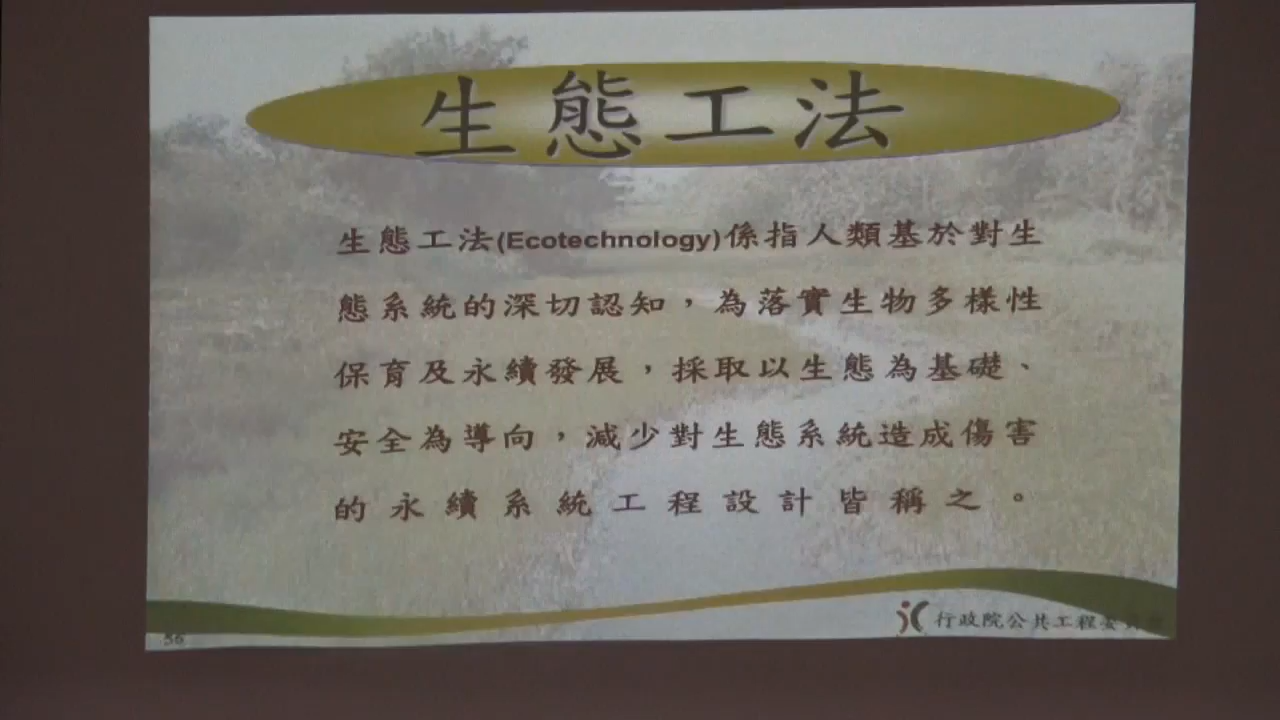 生態工法
生態工法(Ecotechnology)係指人類基於對生
態系統的深切認知，為落實生物多樣性
保育及永續發展，採取以生態為基礎、
安全為導向，減少對生態系統造成傷害
的永續系統工程設計皆稱之。
行政院公共工程委員會
56